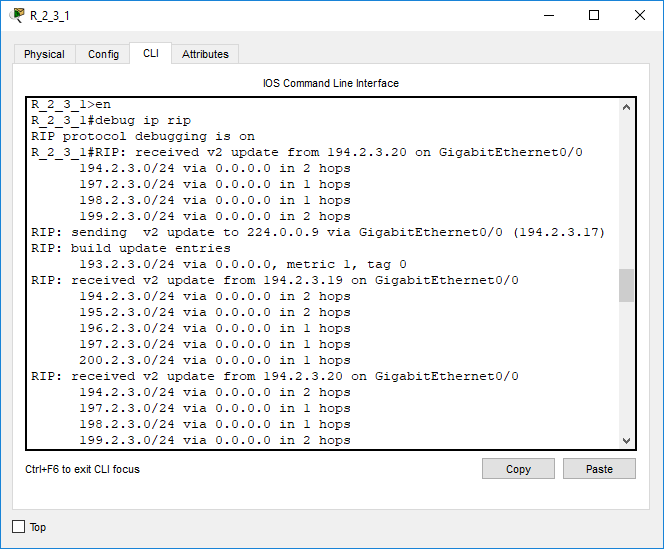 R_2_3_1
Physical Config CLI Attributes
IOS Command Line Interface
R_2_3_1>en
R_2_3_1#debug ip rip
RIP protocol debugging is on
R_2_3_1#RIP: received v2 update from 194.2.3.20 on GigabitEthernet0/0
194.2.3.0/24 via 0.0.0.0 in 2 hops
197.2.3.0/24 via 0.0.0.0 in 1 hops
198.2.3.0/24 via 0.0.0.0 in 1 hops
199.2.3.0/24 via 0.0.0.0 in 2 hops
RIP: sending  v2 update to 224.0.0.9 via GigabitEthernet0/0 (194.2.3.17)
RIP: build update entries
193.2.3.0/24 via 0.0.0.0, metric 1, tag 0
RIP: received v2 update from 194.2.3.19 on GigabitEthernet0/0
194.2.3.0/24 via 0.0.0.0 in 2 hops
195.2.3.0/24 via 0.0.0.0 in 2 hops
196.2.3.0/24 via 0.0.0.0 in 1 hops
197.2.3.0/24 via 0.0.0.0 in 1 hops
200.2.3.0/24 via 0.0.0.0 in 1 hops
RIP: received v2 update from 194.2.3.20 on GigabitEthernet0/0
194.2.3.0/24 via 0.0.0.0 in 2 hops
197.2.3.0/24 via 0.0.0.0 in 1 hops
198.2.3.0/24 via 0.0.0.0 in 1 hops
199.2.3.0/24 via 0.0.0.0 in 2 hops
Ctrl+F6 to exit CLI focus
Copy Paste
Top